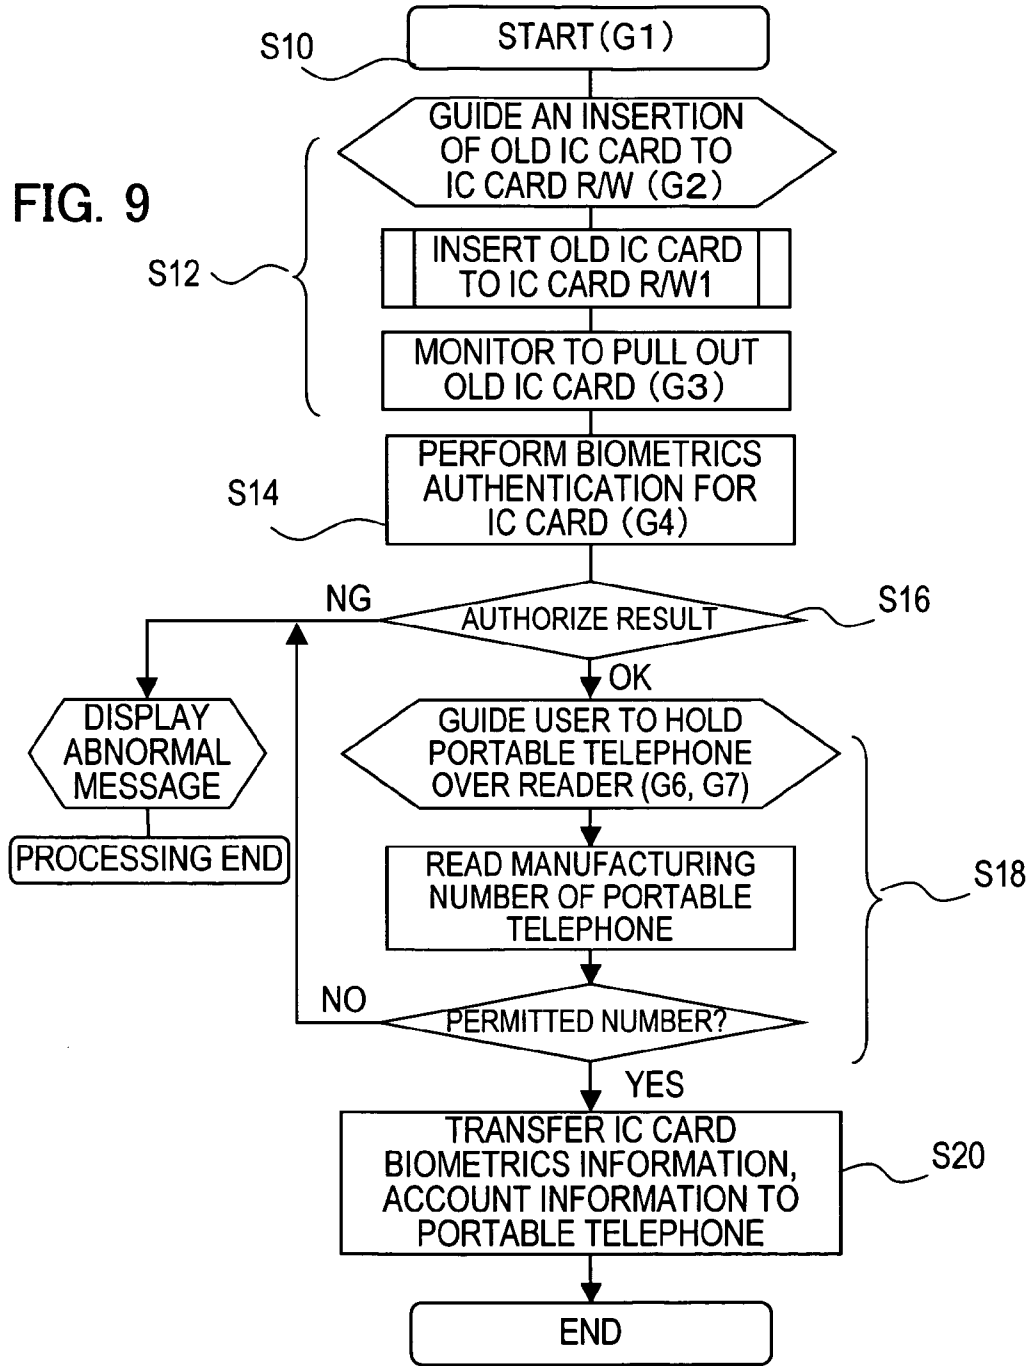 FIG. 9
S10
START(G1)
GUIDE AN INSERTION
OF OLD IC CARD TO
IC CARD R/W (G2)
S12
INSERT OLD IC CARD
TO IC CARD R/W1
MONITOR TO PULL OUT
OLD IC CARD (G3)
S14
PERFORM BIOMETRICS
AUTHENTICATION FOR
IC CARD (G4)
NG
AUTHORIZE RESULT
S16
OK
DISPLAY
ABNORMAL
MESSAGE
PROCESSING END
GUIDE USER TO HOLD
PORTABLE TELEPHONE
OVER READER (G6, G7)
READ MANUFACTURING
NUMBER OF PORTABLE
TELEPHONE
S18
NO
PERMITTED NUMBER?
YES
TRANSFER IC CARD
BIOMETRICS INFORMATION,
ACCOUNT INFORMATION TO
PORTABLE TELEPHONE
S20
END